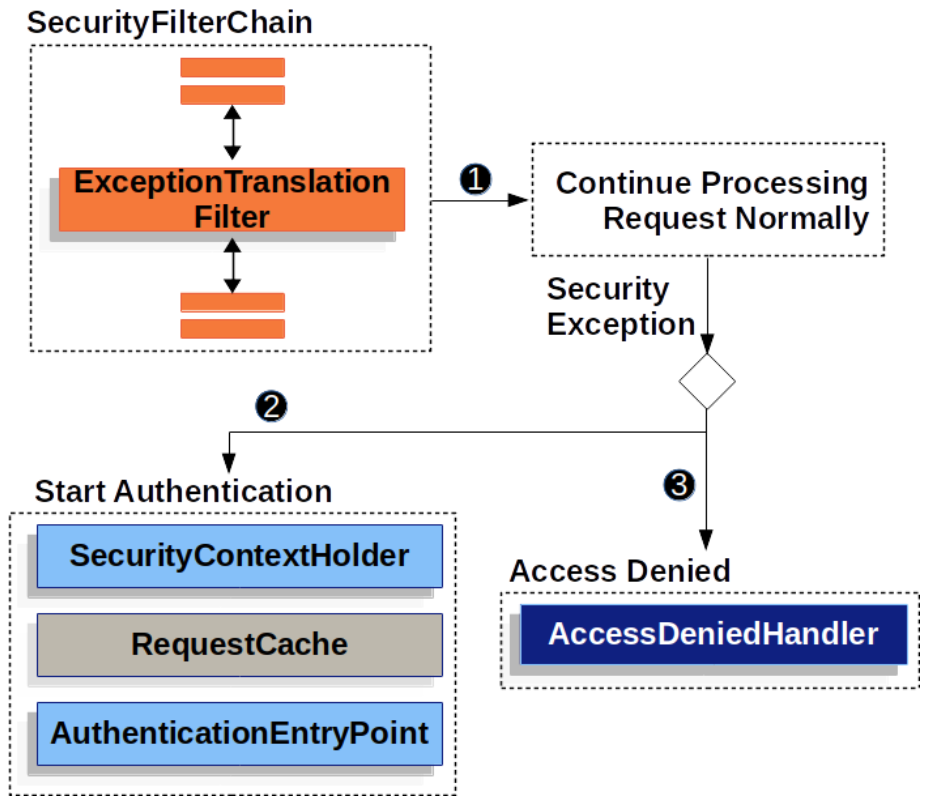 SecurityFilterChain
ExceptionTranslation
Filter
❶
Continue Processing
Request Normally
Security
Exception
❷
❸
Start Authentication
SecurityContextHolder
RequestCache
AuthenticationEntryPoint
Access Denied
AccessDeniedHandler